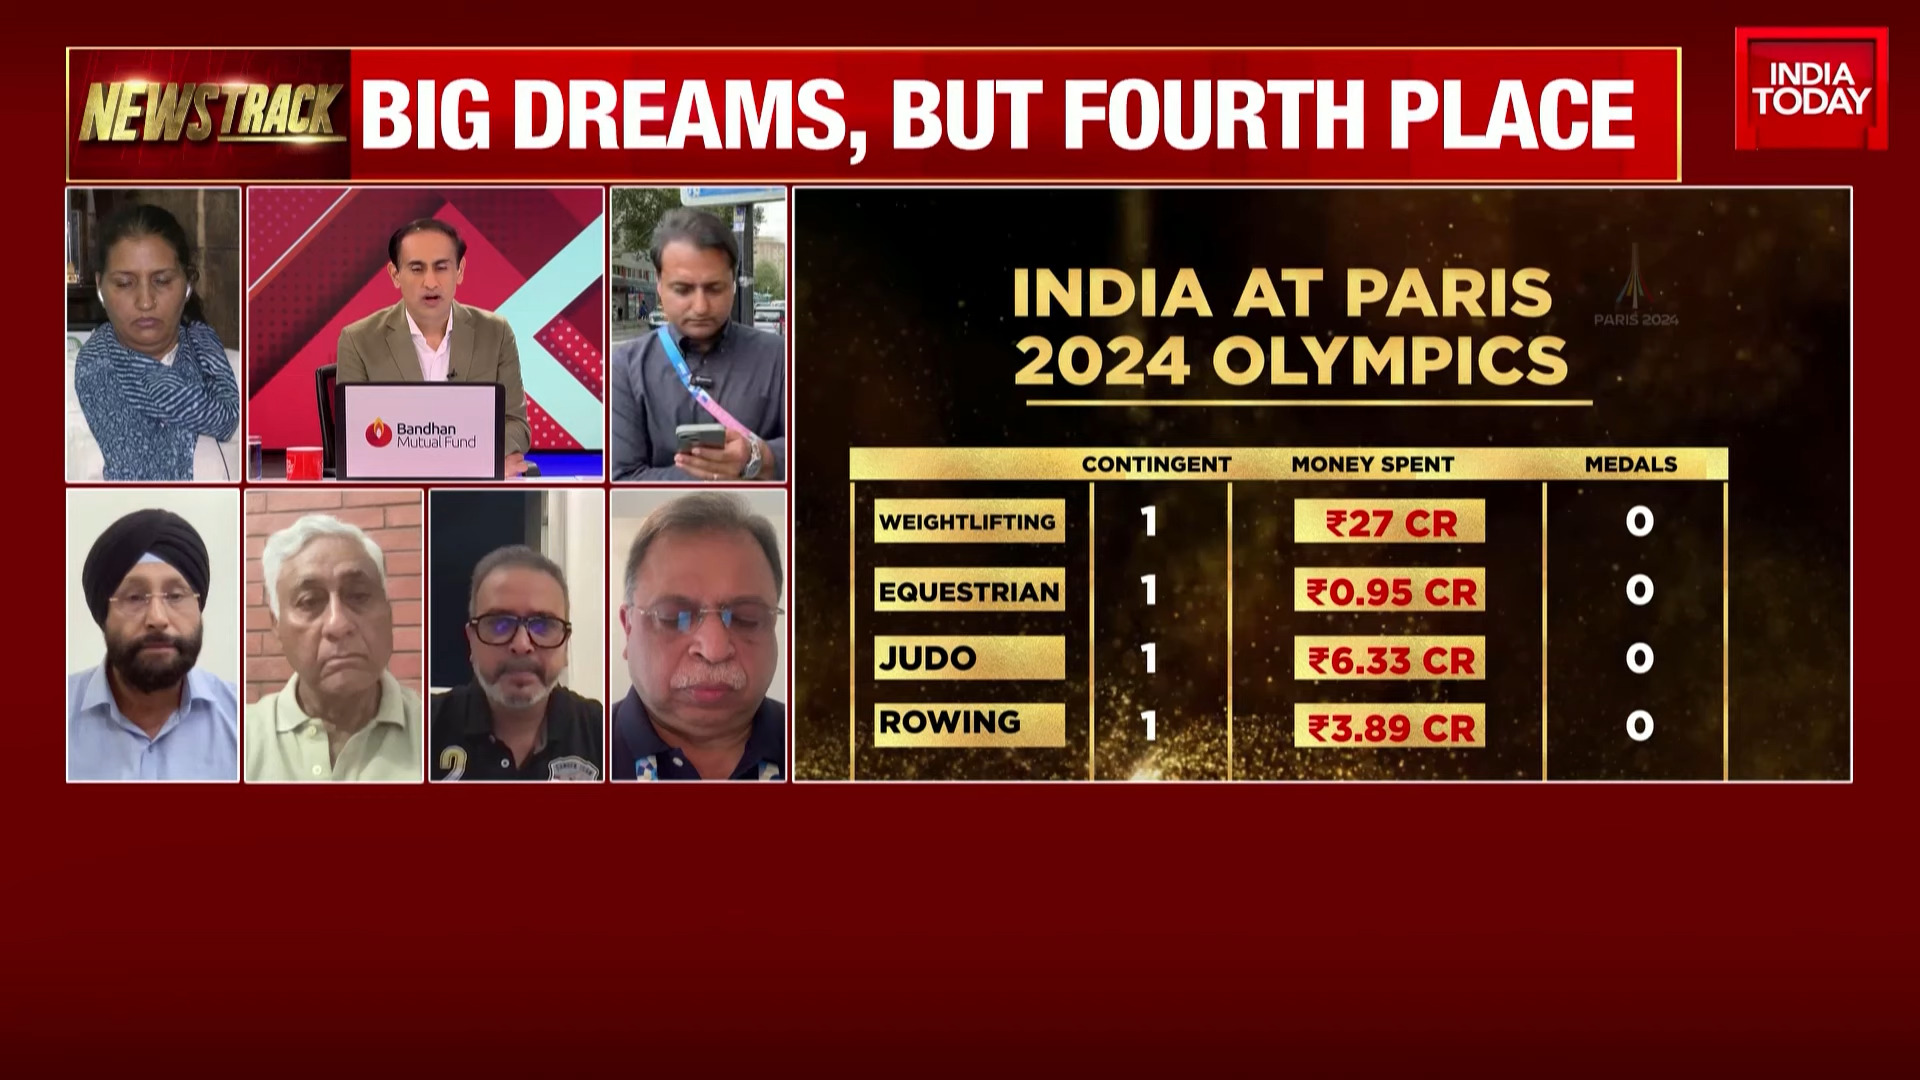 NEWSTRACK
BIG DREAMS, BUT FOURTH PLACE
INDIA
TODAY
Bandhan
Mutual Fund
2
INDIA AT PARIS
2024 OLYMPICS
PARIS 2024
CONTINGENT MONEY SPENT MEDALS
WEIGHTLIFTING 1 ₹27 CR 0
EQUESTRIAN 1 ₹0.95 CR 0
JUDO 1 ₹6.33 CR 0
ROWING 1 ₹3.89 CR 0